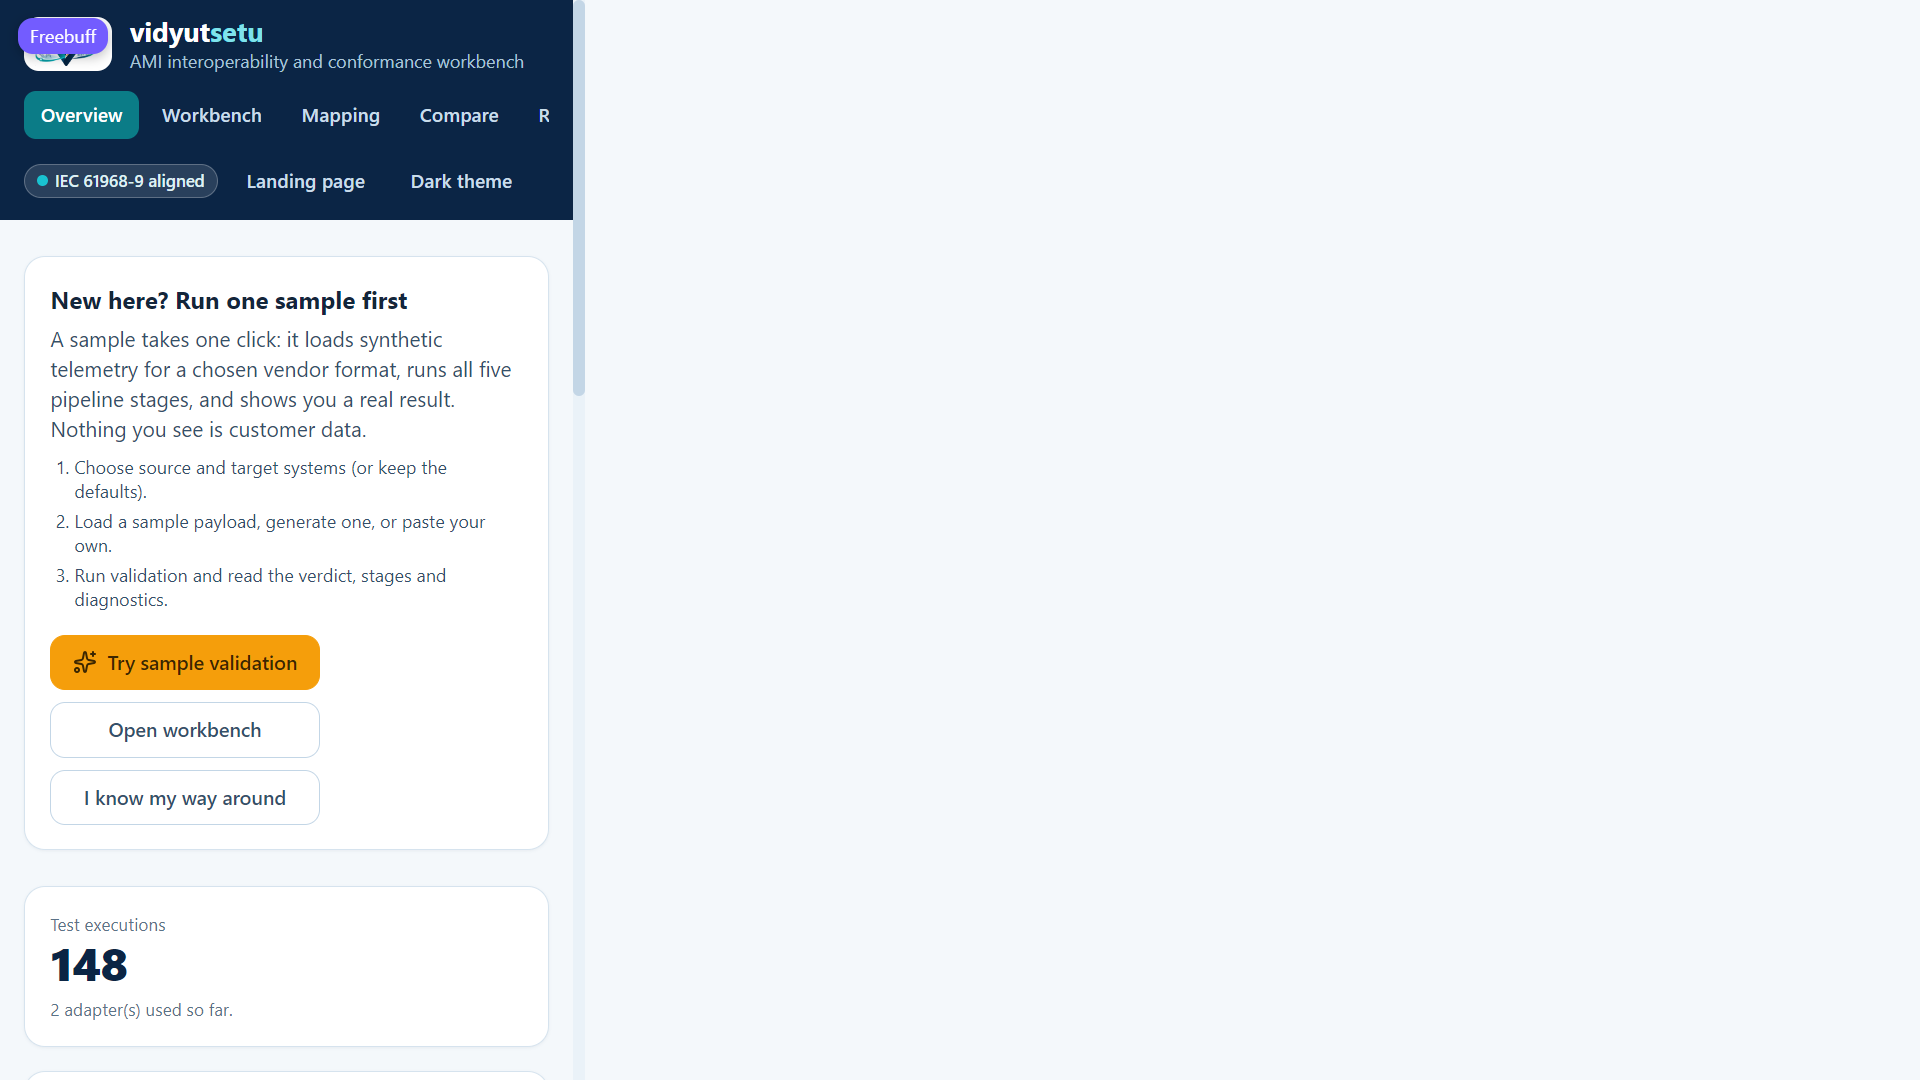 Freebuff
vidyutsetu
AMI interoperability and conformance workbench
Overview
Workbench
Mapping
Compare
R
IEC 61968-9 aligned
Landing page
Dark theme
New here? Run one sample first
A sample takes one click: it loads synthetic
telemetry for a chosen vendor format, runs all five
pipeline stages, and shows you a real result.
Nothing you see is customer data.
1. Choose source and target systems (or keep the
defaults).
2. Load a sample payload, generate one, or paste your
own.
3. Run validation and read the verdict, stages and
diagnostics.
Try sample validation
Open workbench
I know my way around
Test executions
148
2 adapter(s) used so far.